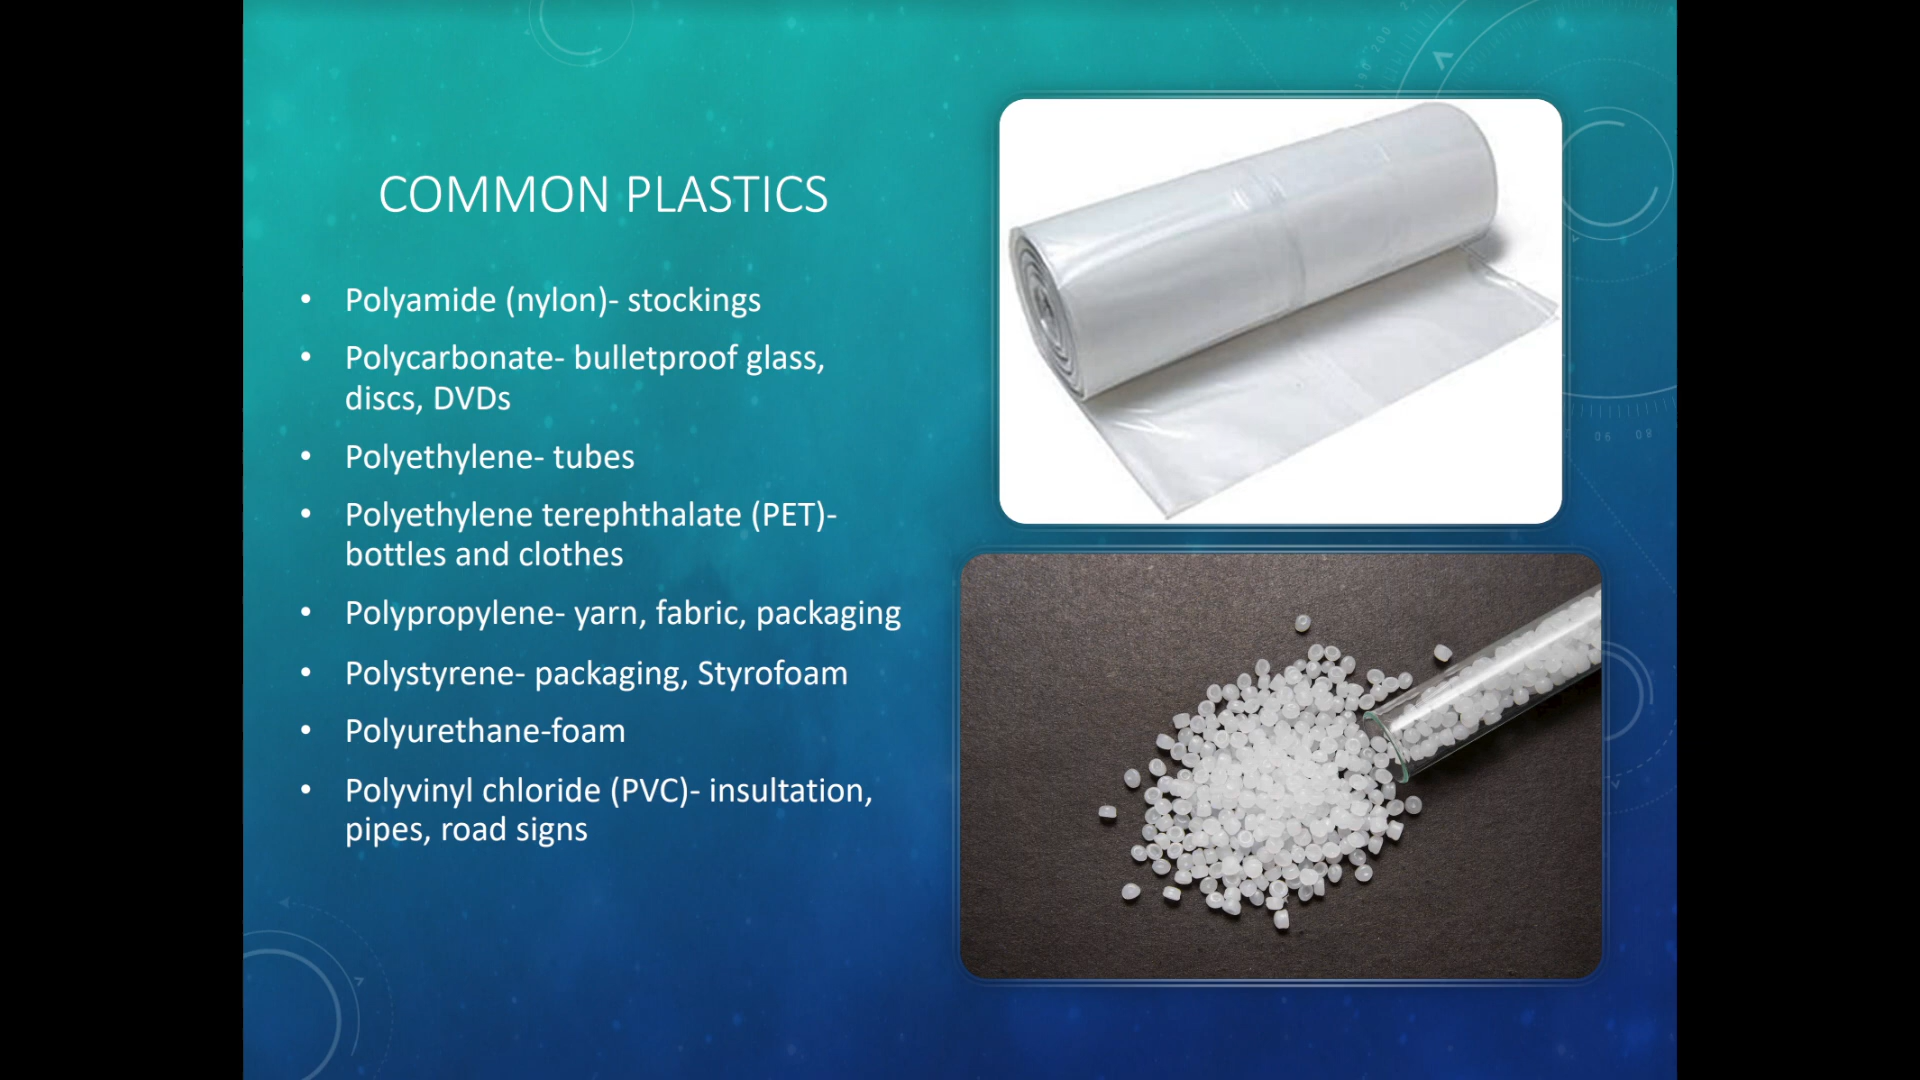 COMMON PLASTICS
• Polyamide (nylon)- stockings
• Polycarbonate- bulletproof glass,
discs, DVDs
• Polyethylene- tubes
• Polyethylene terephthalate (PET)-
bottles and clothes
• Polypropylene- yarn, fabric, packaging
• Polystyrene- packaging, Styrofoam
• Polyurethane-foam
• Polyvinyl chloride (PVC)- insultation,
pipes, road signs